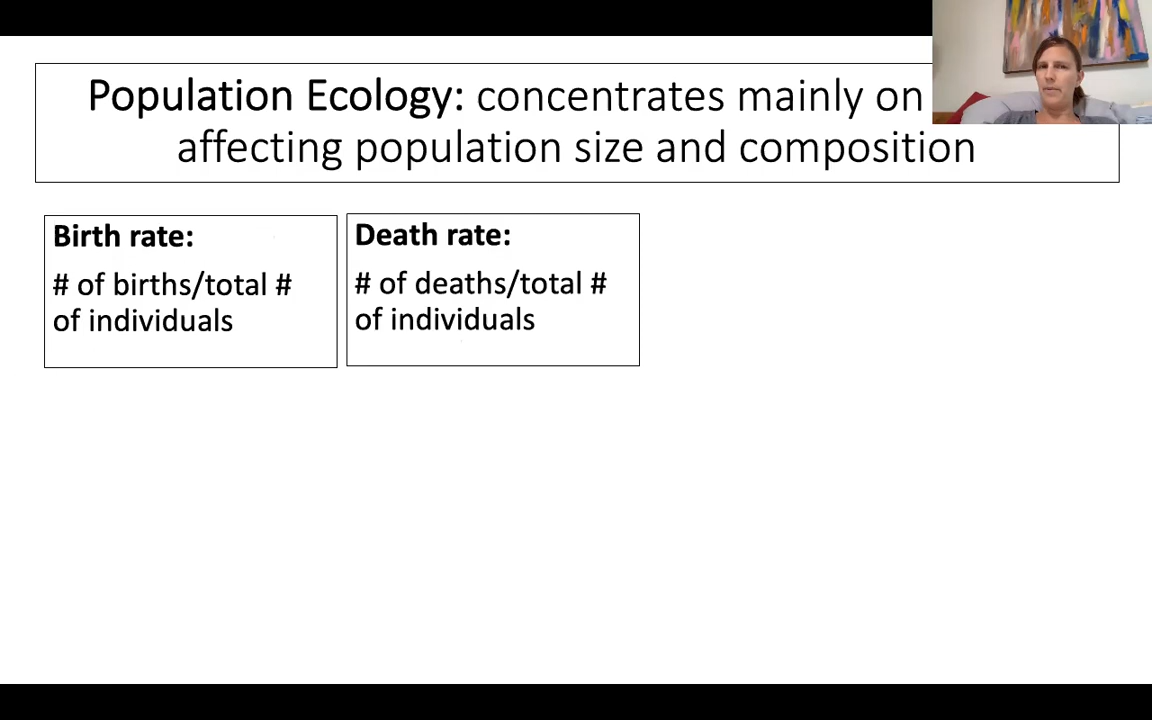 Population Ecology: concentrates mainly on
affecting population size and composition
Birth rate:
# of births/total #
of individuals
Death rate:
# of deaths/total #
of individuals